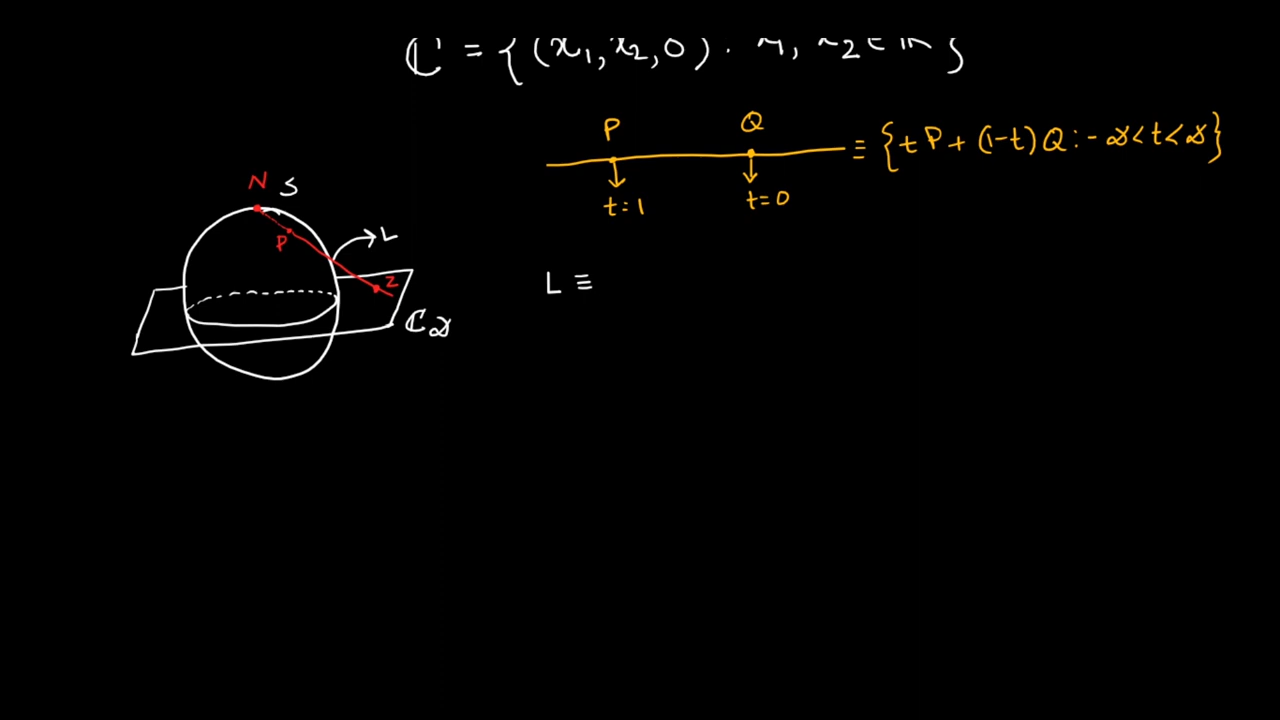 ℂ = {(x₁, x₂, 0) : x₁, x₂ ∈ ℝ}
P Q
≡ {tP + (1-t)Q : -∞ < t < ∞}
t = 1 t = 0
N S
P
L
Z
ℂ∞
L ≡